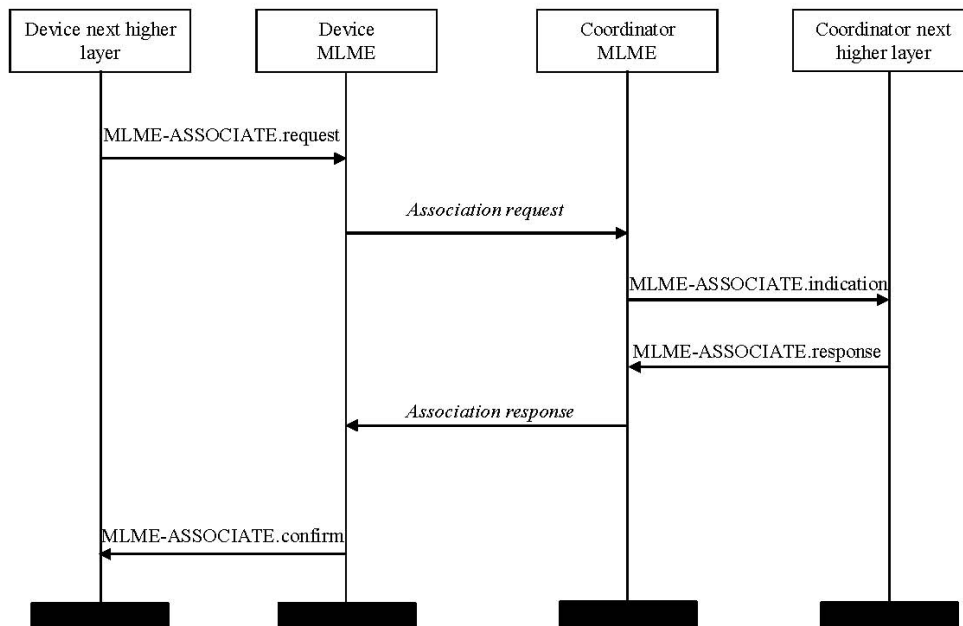 Device next higher
layer
Device
MLME
Coordinator
MLME
Coordinator next
higher layer
MLME-ASSOCIATE.request
Association request
MLME-ASSOCIATE.indication
MLME-ASSOCIATE.response
Association response
MLME-ASSOCIATE.confirm